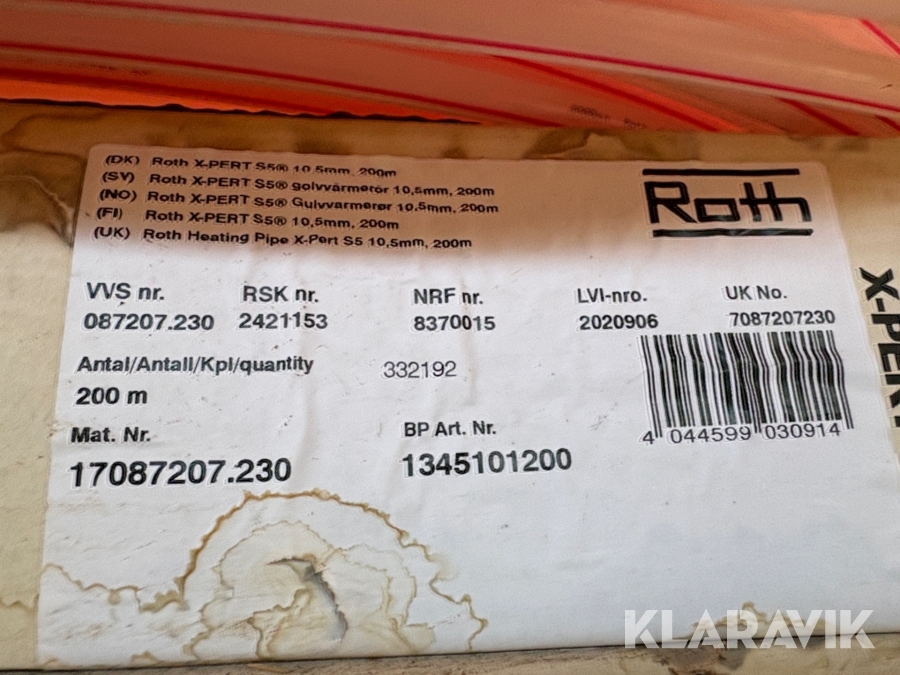 (DK) Roth X-PERT S5® 10,5mm, 200m
(SV) Roth X-PERT S5® golvvärmerör 10,5mm, 200m
(NO) Roth X-PERT S5® Gulvvarmerør 10,5mm, 200m
(FI) Roth X-PERT S5® 10,5mm, 200m
(UK) Roth Heating Pipe X-Pert S5 10,5mm, 200m
Roth
VVS nr. RSK nr. NRF nr. LVI-nro. UK No.
087207.230 2421153 8370015 2020906 7087207230
Antal/Antall/Kpl/quantity 332192
200 m
4 044599 030914
Mat. Nr. BP Art. Nr.
17087207.230 1345101200
X-PERT
KLARAVIK